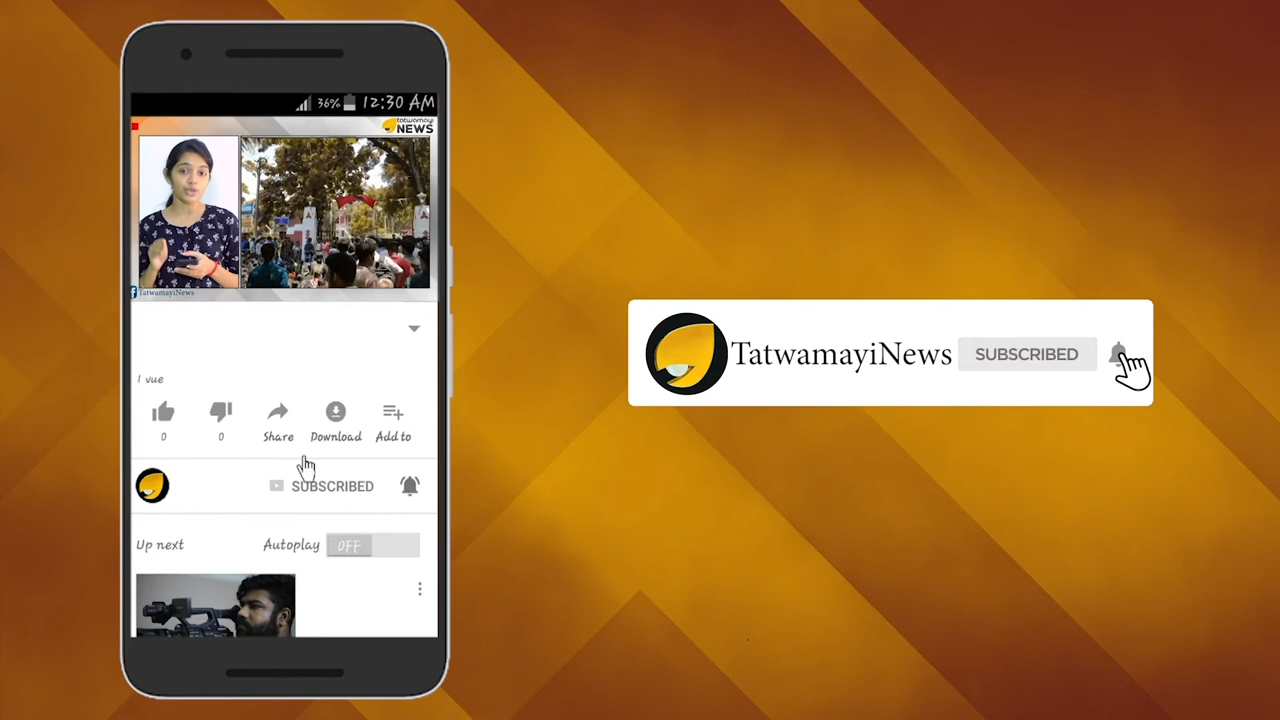 36% 12:30 AM
tatwamayi
NEWS
TatwamayiNews
1 vue
0 0 Share Download Add to
SUBSCRIBED
Up next Autoplay OFF
TatwamayiNews SUBSCRIBED